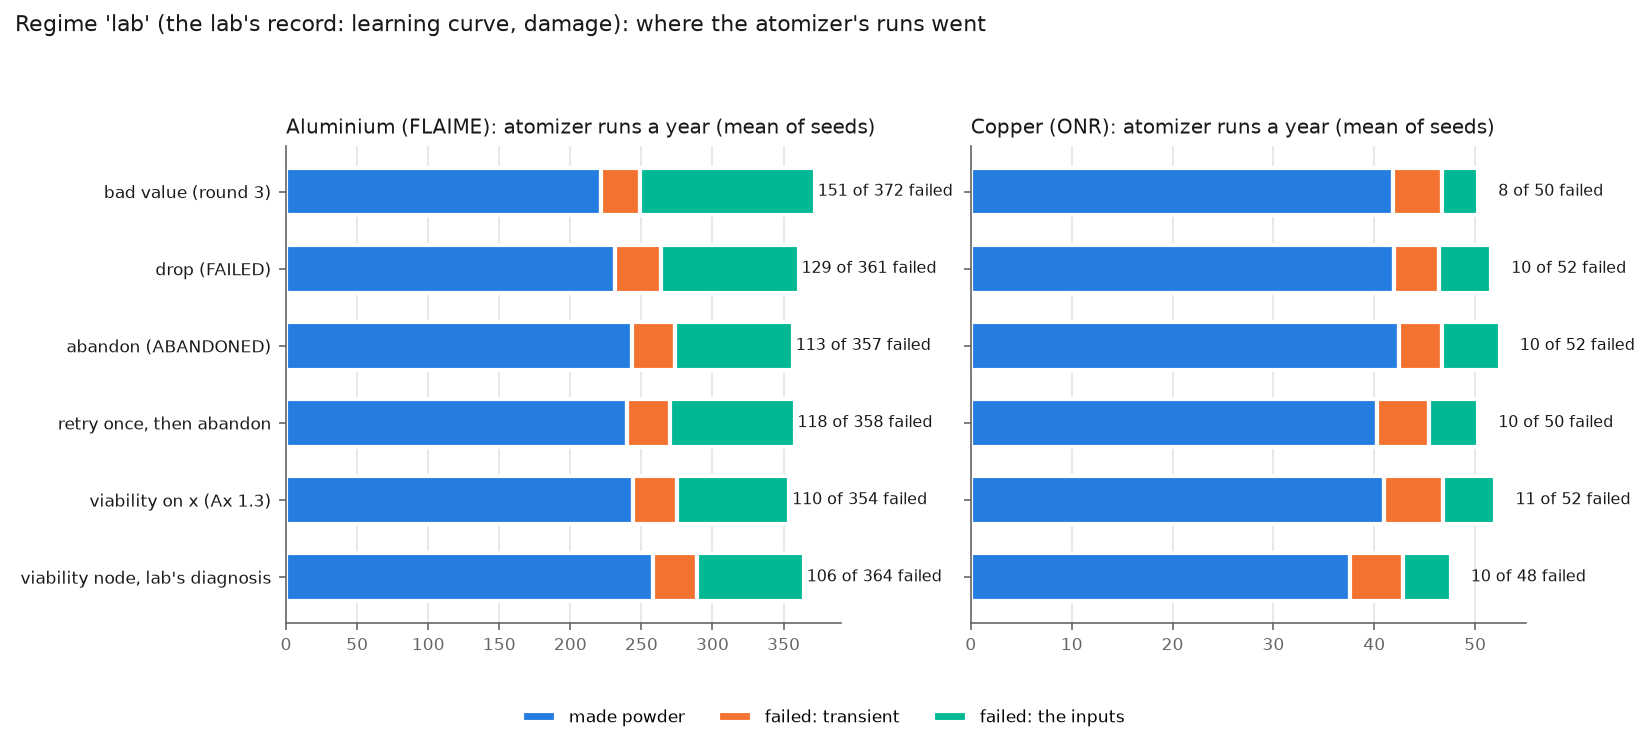 Regime 'lab' (the lab's record: learning curve, damage): where the atomizer's runs went
Aluminium (FLAIME): atomizer runs a year (mean of seeds)
bad value (round 3)
151 of 372 failed
drop (FAILED)
129 of 361 failed
abandon (ABANDONED)
113 of 357 failed
retry once, then abandon
118 of 358 failed
viability on x (Ax 1.3)
110 of 354 failed
viability node, lab's diagnosis
106 of 364 failed
0 50 100 150 200 250 300 350
Copper (ONR): atomizer runs a year (mean of seeds)
8 of 50 failed
10 of 52 failed
10 of 52 failed
10 of 50 failed
11 of 52 failed
10 of 48 failed
0 10 20 30 40 50
made powder failed: transient failed: the inputs